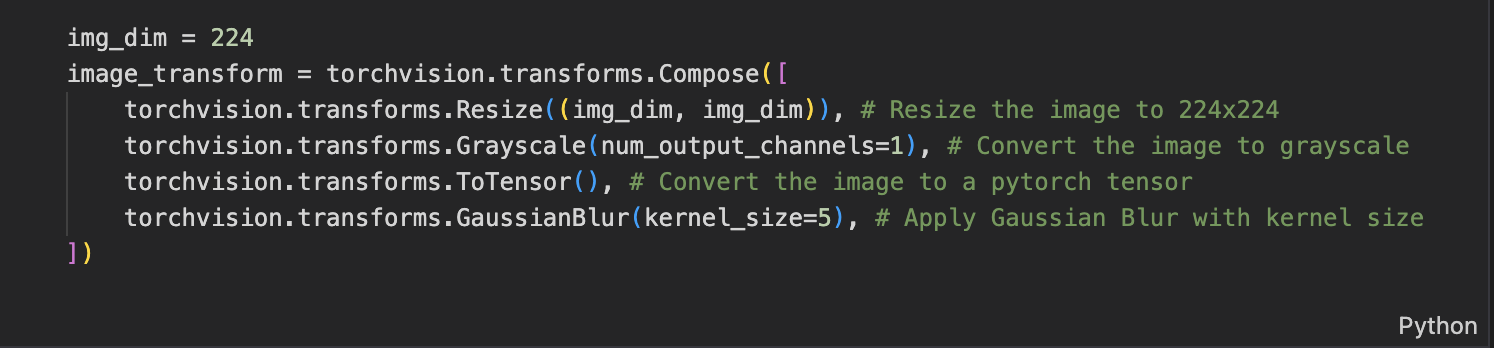 img_dim = 224
image_transform = torchvision.transforms.Compose([
    torchvision.transforms.Resize((img_dim, img_dim)), # Resize the image to 224x224
    torchvision.transforms.Grayscale(num_output_channels=1), # Convert the image to grayscale
    torchvision.transforms.ToTensor(), # Convert the image to a pytorch tensor
    torchvision.transforms.GaussianBlur(kernel_size=5), # Apply Gaussian Blur with kernel size
])
Python